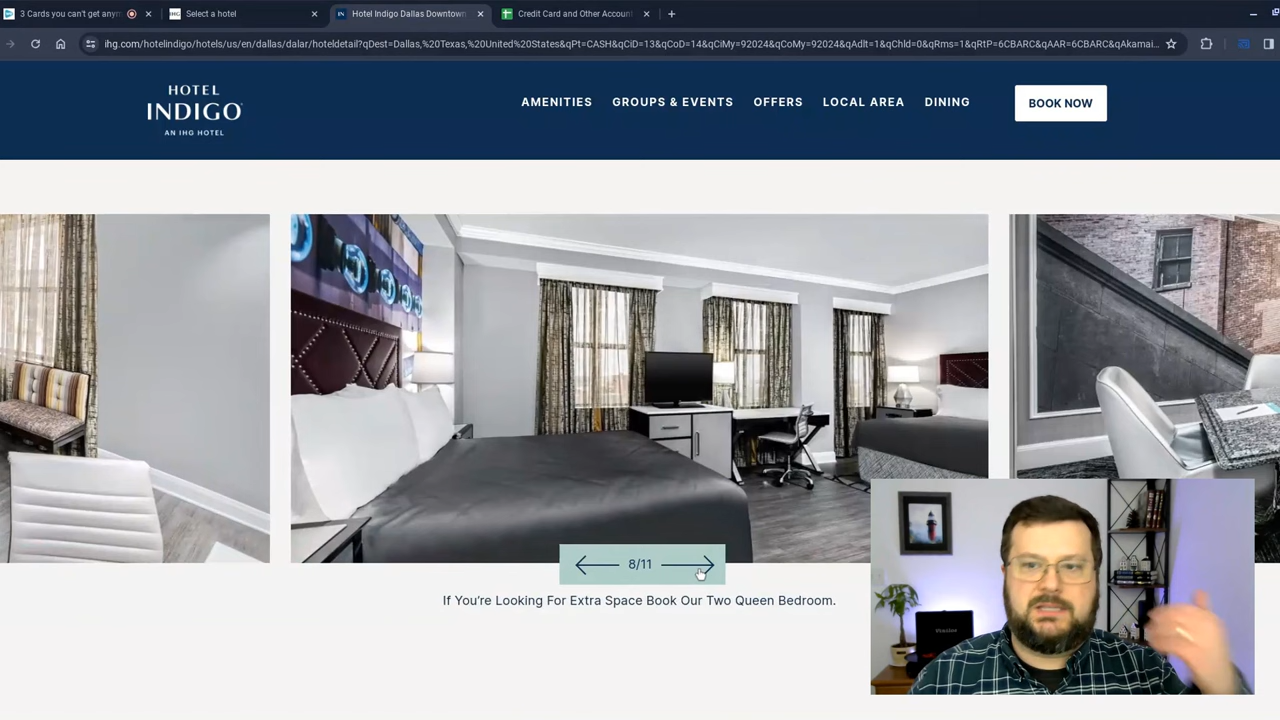 3 Cards you can't get anym
Select a hotel
Hotel Indigo Dallas Downtown
Credit Card and Other Accoun
ihg.com/hotelindigo/hotels/us/en/dallas/dalar/hoteldetail?qDest=Dallas,%20Texas,%20United%20States&qPt=CASH&qCiD=13&qCoD=14&qCiMy=92024&qCoMy=92024&qAdlt=1&qChld=0&qRms=1&qRtP=6CBARC&qAAR=6CBARC&qAkamai...
HOTEL
INDIGO
AN IHG HOTEL
AMENITIES GROUPS & EVENTS OFFERS LOCAL AREA DINING BOOK NOW
8/11
If You're Looking For Extra Space Book Our Two Queen Bedroom.